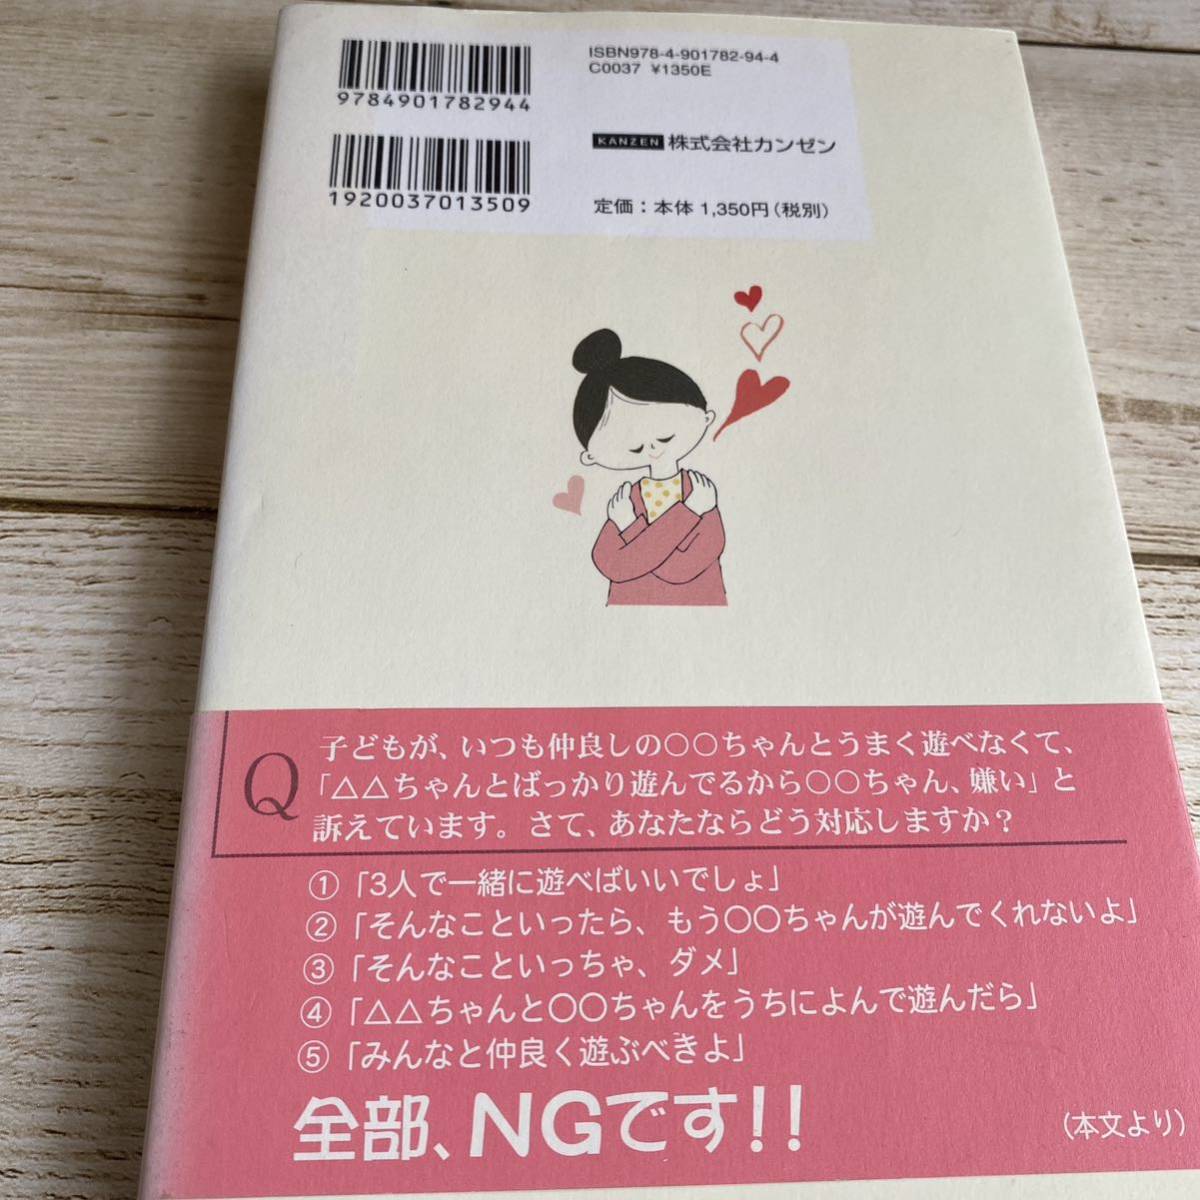 9784901782944
ISBN978-4-901782-94-4
C0037 ¥1350E
1920037013509
KANZEN 株式会社カンゼン
定価：本体 1,350円（税別）
Q 子どもが、いつも仲良しの〇〇ちゃんとうまく遊べなくて、
「△△ちゃんとばっかり遊んでるから〇〇ちゃん、嫌い」と
訴えています。さて、あなたならどう対応しますか？
①「3人で一緒に遊べばいいでしょ」
②「そんなこといったら、もう〇〇ちゃんが遊んでくれないよ」
③「そんなこといっちゃ、ダメ」
④「△△ちゃんと〇〇ちゃんをうちによんで遊んだら」
⑤「みんなと仲良く遊ぶべきよ」
全部、NGです！！
（本文より）